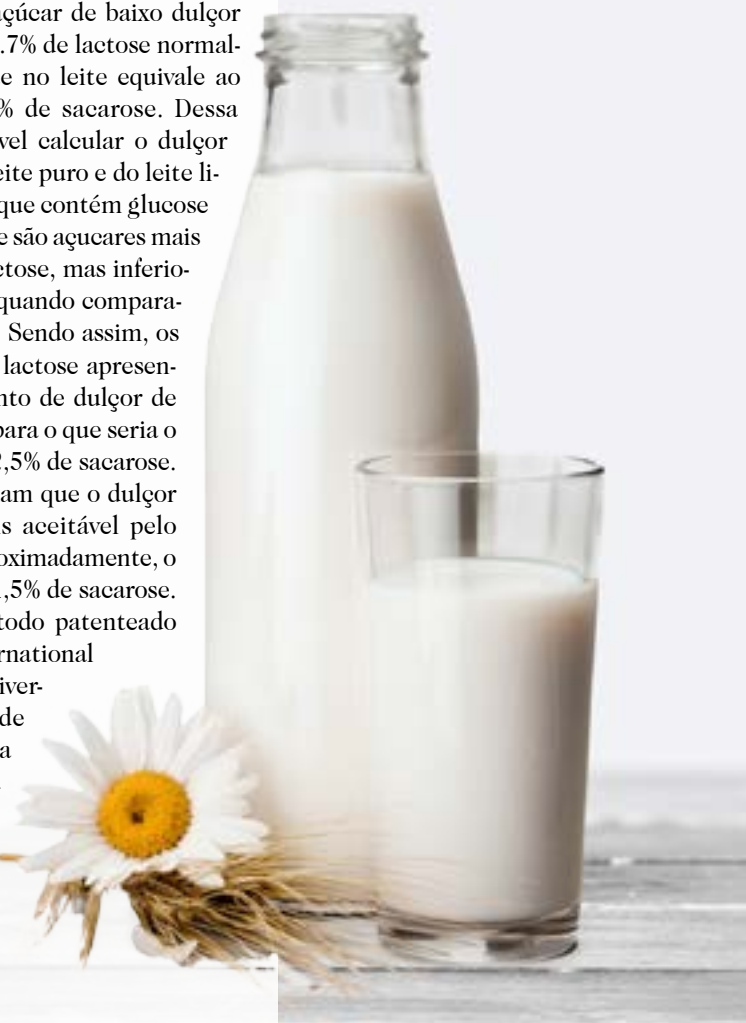 açúcar de baixo dulçor
.7% de lactose normal-
e no leite equivale ao
% de sacarose. Dessa
vel calcular o dulçor
eite puro e do leite li-
que contém glucose
e são açucares mais
ctose, mas inferio-
quando compara-
Sendo assim, os
lactose apresen-
nto de dulçor de
para o que seria o
2,5% de sacarose.
am que o dulçor
s aceitável pelo
oximadamente, o
,5% de sacarose.
todo patenteado
rnational
iver-
de
a